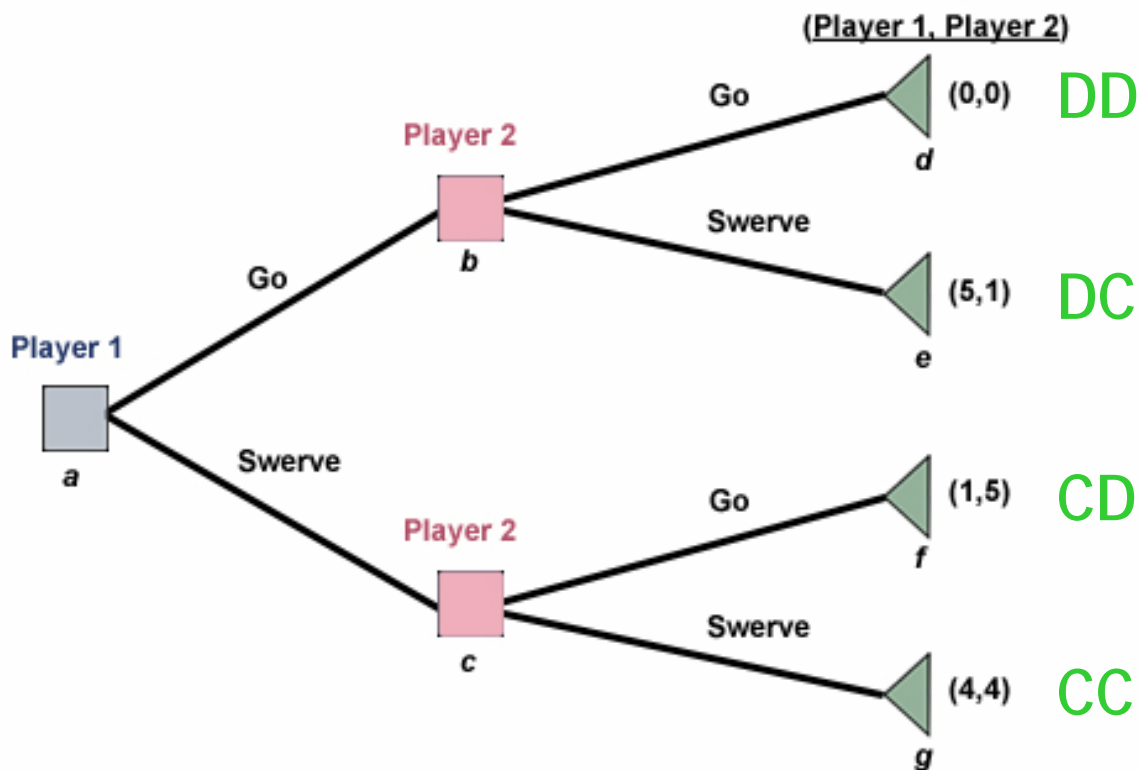 (Player 1, Player 2)
Go
(0,0) DD
d
Player 2
Swerve
b
Go
(5,1) DC
e
Player 1
a
Swerve
Go
(1,5) CD
f
Player 2
Swerve
c
(4,4) CC
g